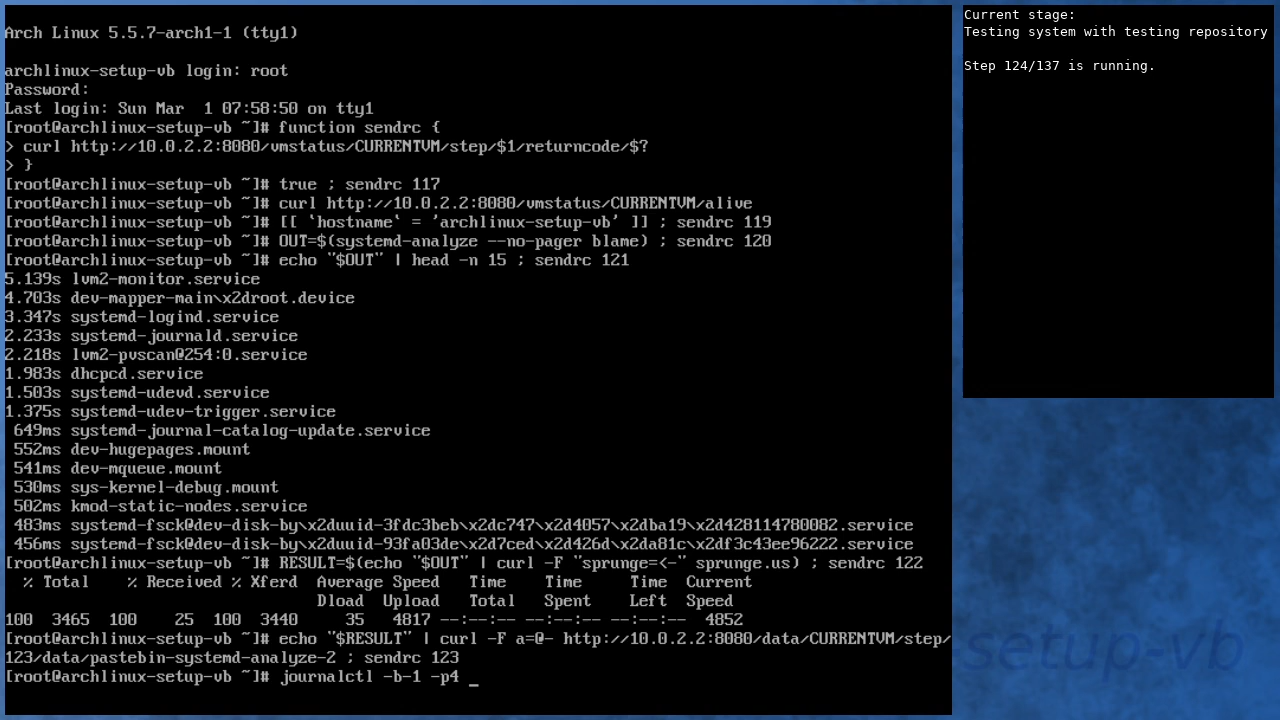 Arch Linux 5.5.7-arch1-1 (tty1)
archlinux-setup-vb login: root
Password:
Last login: Sun Mar  1 07:58:50 on tty1
[root@archlinux-setup-vb ~]# function sendrc {
> curl http://10.0.2.2:8080/vmstatus/CURRENTVM/step/$1/returncode/$?
> }
[root@archlinux-setup-vb ~]# true ; sendrc 117
[root@archlinux-setup-vb ~]# curl http://10.0.2.2:8080/vmstatus/CURRENTVM/alive
[root@archlinux-setup-vb ~]# [[ `hostname` = 'archlinux-setup-vb' ]] ; sendrc 119
[root@archlinux-setup-vb ~]# OUT=$(systemd-analyze --no-pager blame) ; sendrc 120
[root@archlinux-setup-vb ~]# echo "$OUT" | head -n 15 ; sendrc 121
5.139s lvm2-monitor.service
4.703s dev-mapper-main\x2droot.device
3.347s systemd-logind.service
2.233s systemd-journald.service
2.218s lvm2-pvscan@254:0.service
1.983s dhcpcd.service
1.503s systemd-udevd.service
1.375s systemd-udev-trigger.service
 649ms systemd-journal-catalog-update.service
 552ms dev-hugepages.mount
 541ms dev-mqueue.mount
 530ms sys-kernel-debug.mount
 502ms kmod-static-nodes.service
 483ms systemd-fsck@dev-disk-by\x2duuid-3fdc3beb\x2dc747\x2d4057\x2dba19\x2d428114780082.service
 456ms systemd-fsck@dev-disk-by\x2duuid-93fa03de\x2d7ced\x2d426d\x2da81c\x2df3c43ee96222.service
[root@archlinux-setup-vb ~]# RESULT=$(echo "$OUT" | curl -F "sprunge=<-" sprunge.us) ; sendrc 122
  % Total    % Received % Xferd  Average Speed   Time    Time     Time  Current
                                 Dload  Upload   Total   Spent    Left  Speed
100  3465  100    25  100  3440     35   4817 --:--:-- --:--:-- --:--:--  4852
[root@archlinux-setup-vb ~]# echo "$RESULT" | curl -F a=@- http://10.0.2.2:8080/data/CURRENTVM/step/
123/data/pastebin-systemd-analyze-2 ; sendrc 123
[root@archlinux-setup-vb ~]# journalctl -b-1 -p4 _
Current stage:
Testing system with testing repository
Step 124/137 is running.
-setup-vb